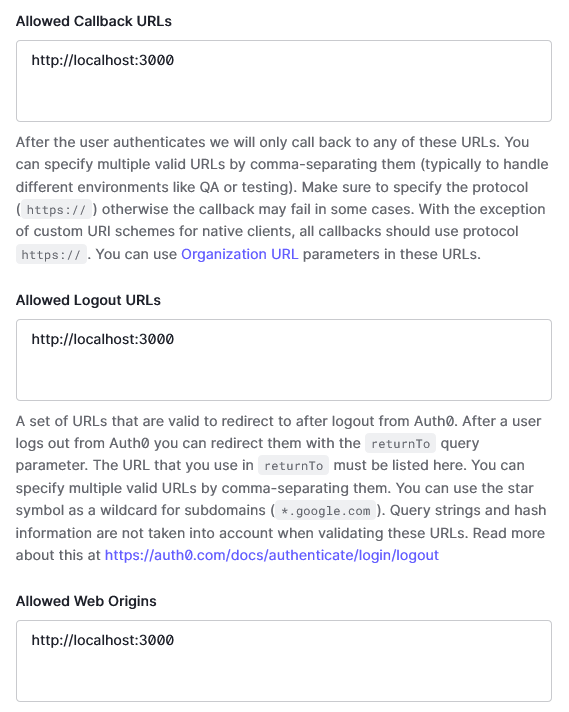 Allowed Callback URLs
http://localhost:3000
After the user authenticates we will only call back to any of these URLs. You
can specify multiple valid URLs by comma-separating them (typically to handle
different environments like QA or testing). Make sure to specify the protocol
( https:// ) otherwise the callback may fail in some cases. With the exception
of custom URI schemes for native clients, all callbacks should use protocol
https:// . You can use Organization URL parameters in these URLs.
Allowed Logout URLs
http://localhost:3000
A set of URLs that are valid to redirect to after logout from Auth0. After a user
logs out from Auth0 you can redirect them with the returnTo query
parameter. The URL that you use in returnTo must be listed here. You can
specify multiple valid URLs by comma-separating them. You can use the star
symbol as a wildcard for subdomains ( *.google.com ). Query strings and hash
information are not taken into account when validating these URLs. Read more
about this at https://auth0.com/docs/authenticate/login/logout
Allowed Web Origins
http://localhost:3000